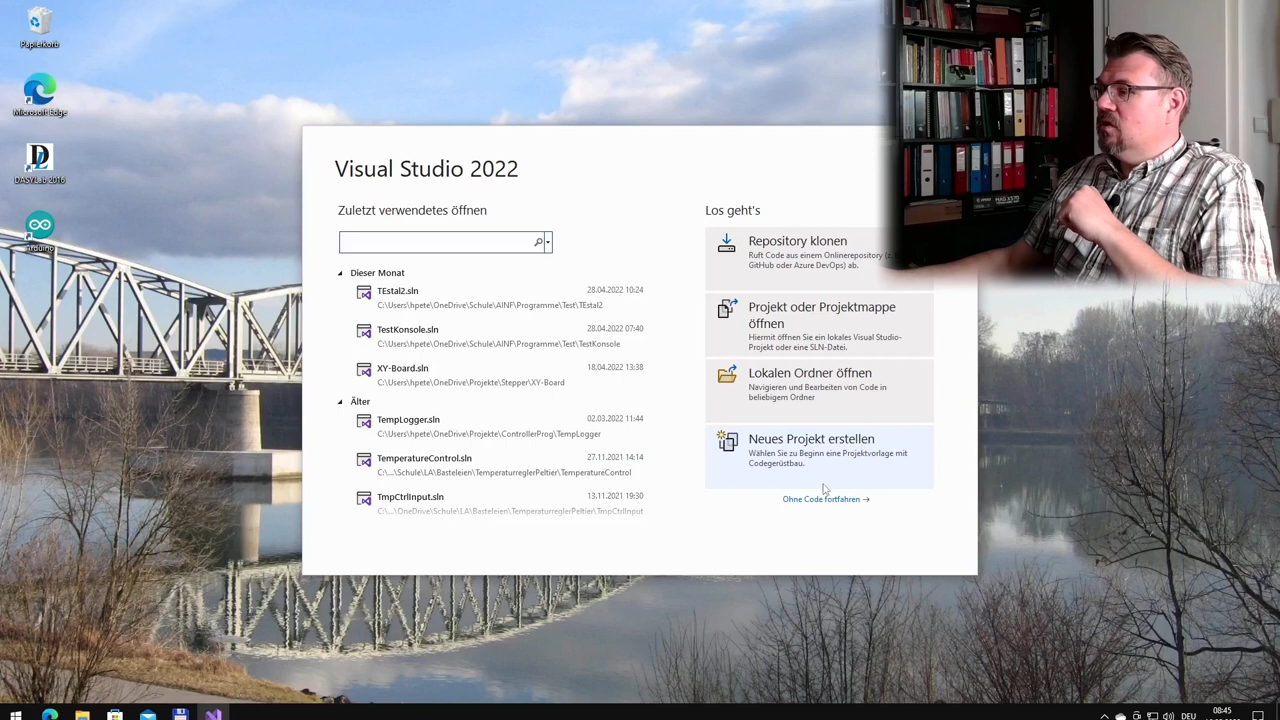 Papierkorb
Microsoft Edge
DASYLab 2016
Arduino
Visual Studio 2022
Zuletzt verwendetes öffnen
Dieser Monat
TEstal2.sln
28.04.2022 10:24
C:\Users\hpete\OneDrive\Schule\AINF\Programme\Test\TEstal2
TestKonsole.sln
28.04.2022 07:40
C:\Users\hpete\OneDrive\Schule\AINF\Programme\Test\TestKonsole
XY-Board.sln
18.04.2022 13:38
C:\Users\hpete\OneDrive\Projekte\Stepper\XY-Board
Älter
TempLogger.sln
02.03.2022 11:44
C:\Users\hpete\OneDrive\Projekte\ControllerProg\TempLogger
TemperatureControl.sln
27.11.2021 14:14
C:\...\Schule\LA\Basteleien\TemperaturreglerPeltier\TemperatureControl
TmpCtrlInput.sln
13.11.2021 19:30
C:\...\OneDrive\Schule\LA\Basteleien\TemperaturreglerPeltier\TmpCtrlInput
Los geht's
Repository klonen
Ruft Code aus einem Onlinerepository (z.
GitHub oder Azure DevOps) ab.
Projekt oder Projektmappe
öffnen
Hiermit öffnen Sie ein lokales Visual Studio-
Projekt oder eine SLN-Datei.
Lokalen Ordner öffnen
Navigieren und Bearbeiten von Code in
beliebigem Ordner
Neues Projekt erstellen
Wählen Sie zu Beginn eine Projektvorlage mit
Codegerüstbau.
Ohne Code fortfahren →
DEU
08:45